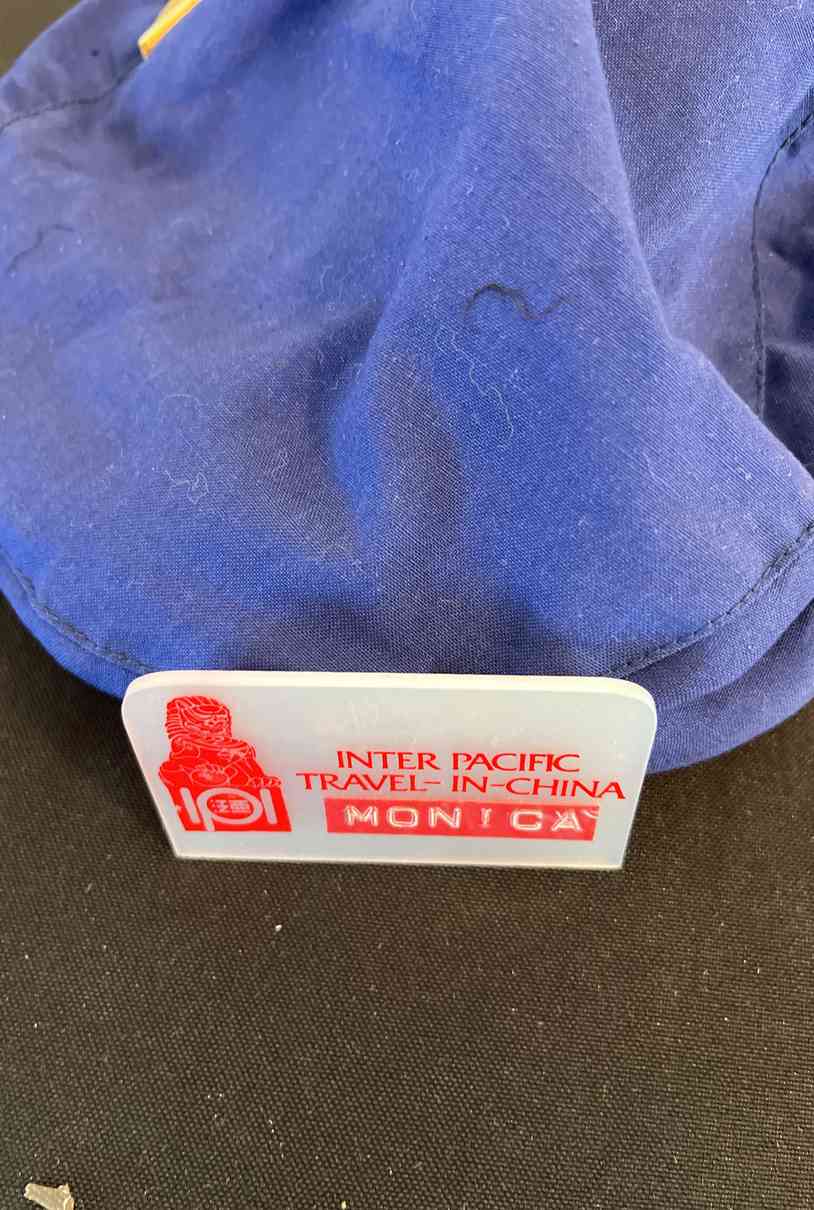 INTER PACIFIC
TRAVEL- IN-CHINA
MONICA